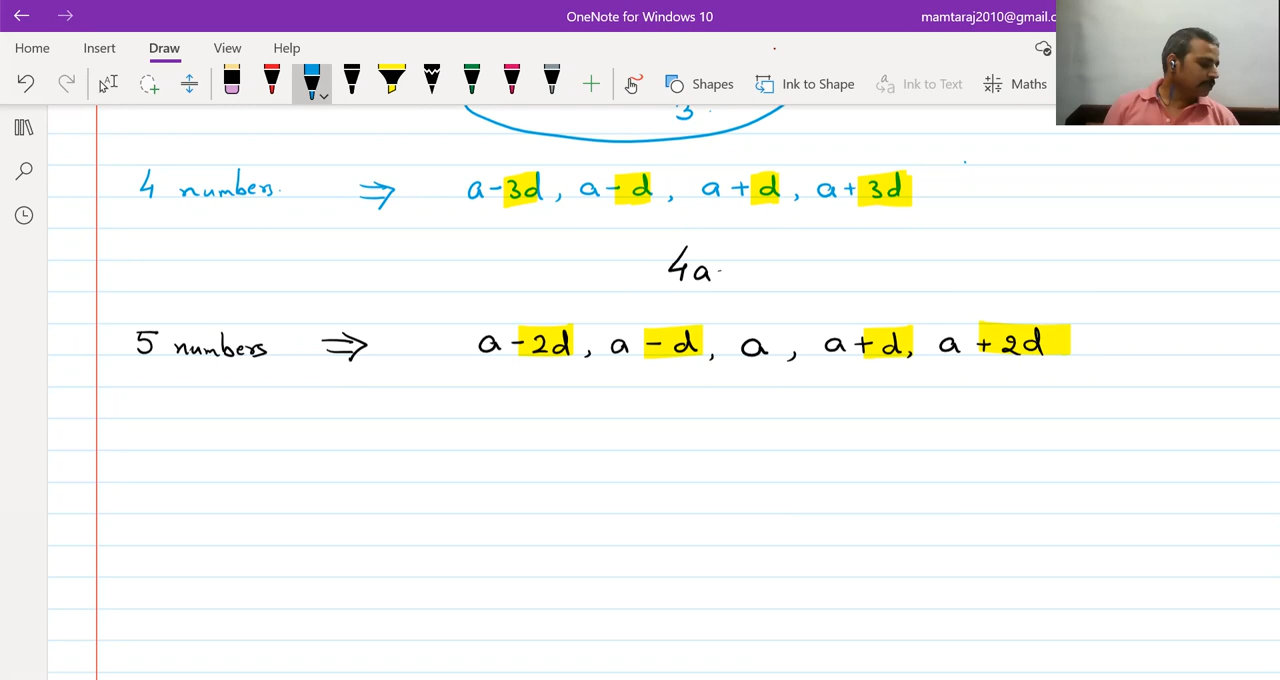 OneNote for Windows 10
mamtaraj2010@gmail.c
Home Insert Draw View Help
Shapes Ink to Shape Ink to Text Maths
3
4 numbers. ⇒ a-3d, a-d, a+d, a+3d
4a
5 numbers ⇒ a-2d, a-d, a, a+d, a+2d